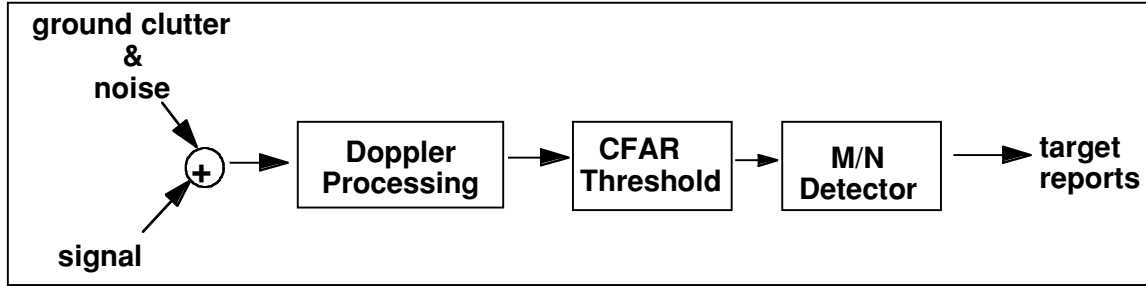 ground clutter
&
noise
+
signal
Doppler
Processing
CFAR
Threshold
M/N
Detector
target
reports